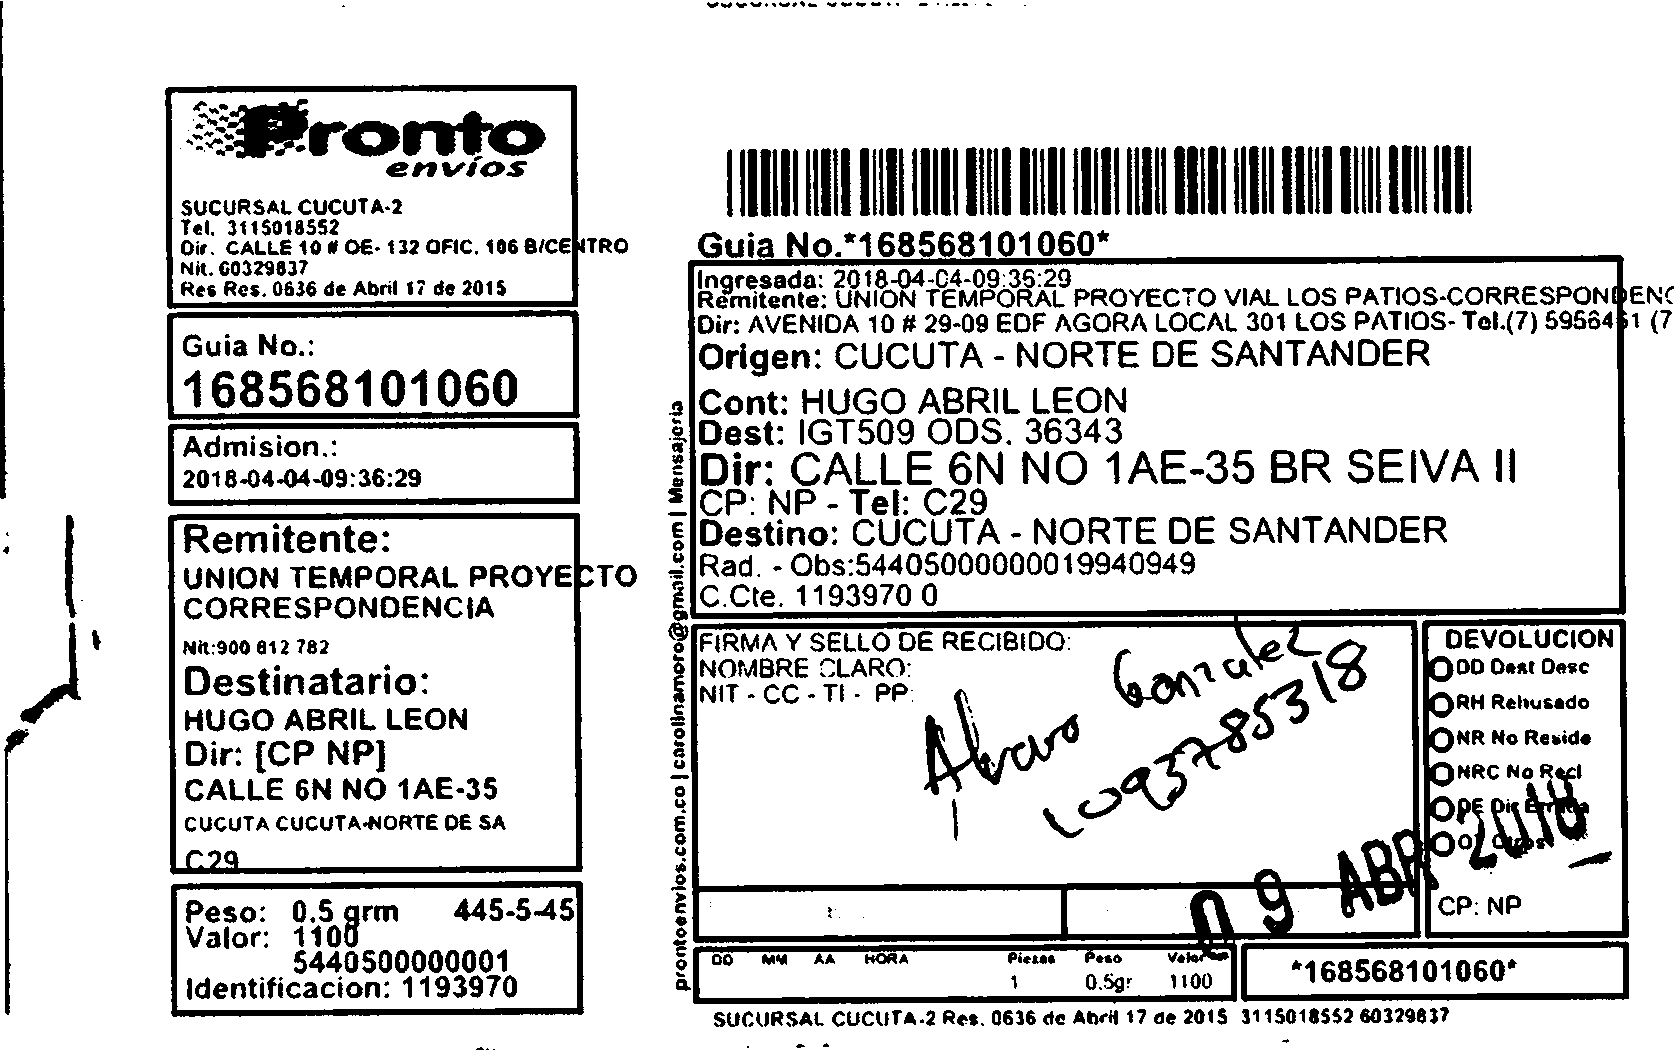 Pronto
envíos
SUCURSAL CUCUTA-2
Tel. 3115018552
Dir. CALLE 10 # OE- 132 OFIC. 106 B/CENTRO
Nit. 60329837
Res Res. 0636 de Abril 17 de 2015
Guia No.:
168568101060
Admision.:
2018-04-04-09:36:29
Remitente:
UNION TEMPORAL PROYECTO
CORRESPONDENCIA
Nit:900 812 782
Destinatario:
HUGO ABRIL LEON
Dir: [CP NP]
CALLE 6N NO 1AE-35
CUCUTA CUCUTA-NORTE DE SA
C29
Peso: 0.5 grm 445-5-45
Valor: 1100
5440500000001
Identificacion: 1193970
prontoenvios.com.co | carolinamoro@gmail.com | Mensajeria
Guia No.*168568101060*
Ingresada: 2018-04-04-09:36:29
Remitente: UNION TEMPORAL PROYECTO VIAL LOS PATIOS-CORRESPONDENC
Dir: AVENIDA 10 # 29-09 EDF AGORA LOCAL 301 LOS PATIOS- Tel.(7) 5956461 (7
Origen: CUCUTA - NORTE DE SANTANDER
Cont: HUGO ABRIL LEON
Dest: IGT509 ODS. 36343
Dir: CALLE 6N NO 1AE-35 BR SEIVA II
CP: NP - Tel: C29
Destino: CUCUTA - NORTE DE SANTANDER
Rad. - Obs:544050000000019940949
C.Cte. 1193970 0
FIRMA Y SELLO DE RECIBIDO:
NOMBRE CLARO:
NIT - CC - TI - PP:
Alvaro Gonzalez
1093785318
DEVOLUCION
DD Dest Desc
RH Rehusado
NR No Reside
NRC No Recl
DE Dir Errada
OT Otros
09 ABR 2018
CP: NP
DD MM AA HORA Piezas Peso Valor
1 0.5gr 1100
*168568101060*
SUCURSAL CUCUTA-2 Res. 0636 de Abril 17 de 2015 3115018552 60329837